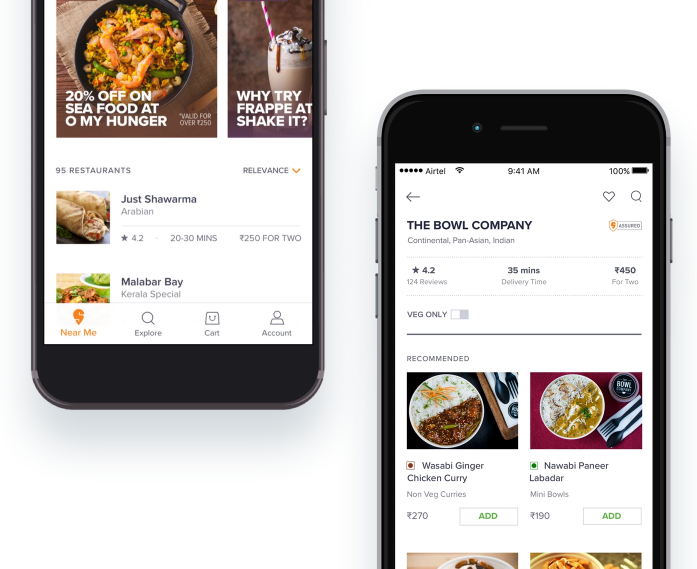 20% OFF ON
SEA FOOD AT
O MY HUNGER
*VALID FOR
OVER ₹250
WHY TRY
FRAPPE AT
SHAKE IT?
95 RESTAURANTS
RELEVANCE
Just Shawarma
Arabian
★ 4.2 · 20-30 MINS ₹250 FOR TWO
Malabar Bay
Kerala Special
Near Me
Explore
Cart
Account
Airtel 9:41 AM 100%
THE BOWL COMPANY
ASSURED
Continental, Pan-Asian, Indian
★ 4.2 35 mins ₹450
124 Reviews Delivery Time For Two
VEG ONLY
RECOMMENDED
BOWL
COMPANY
Wasabi Ginger
Chicken Curry
Non Veg Curries
₹270 ADD
Nawabi Paneer
Labadar
Mini Bowls
₹190 ADD